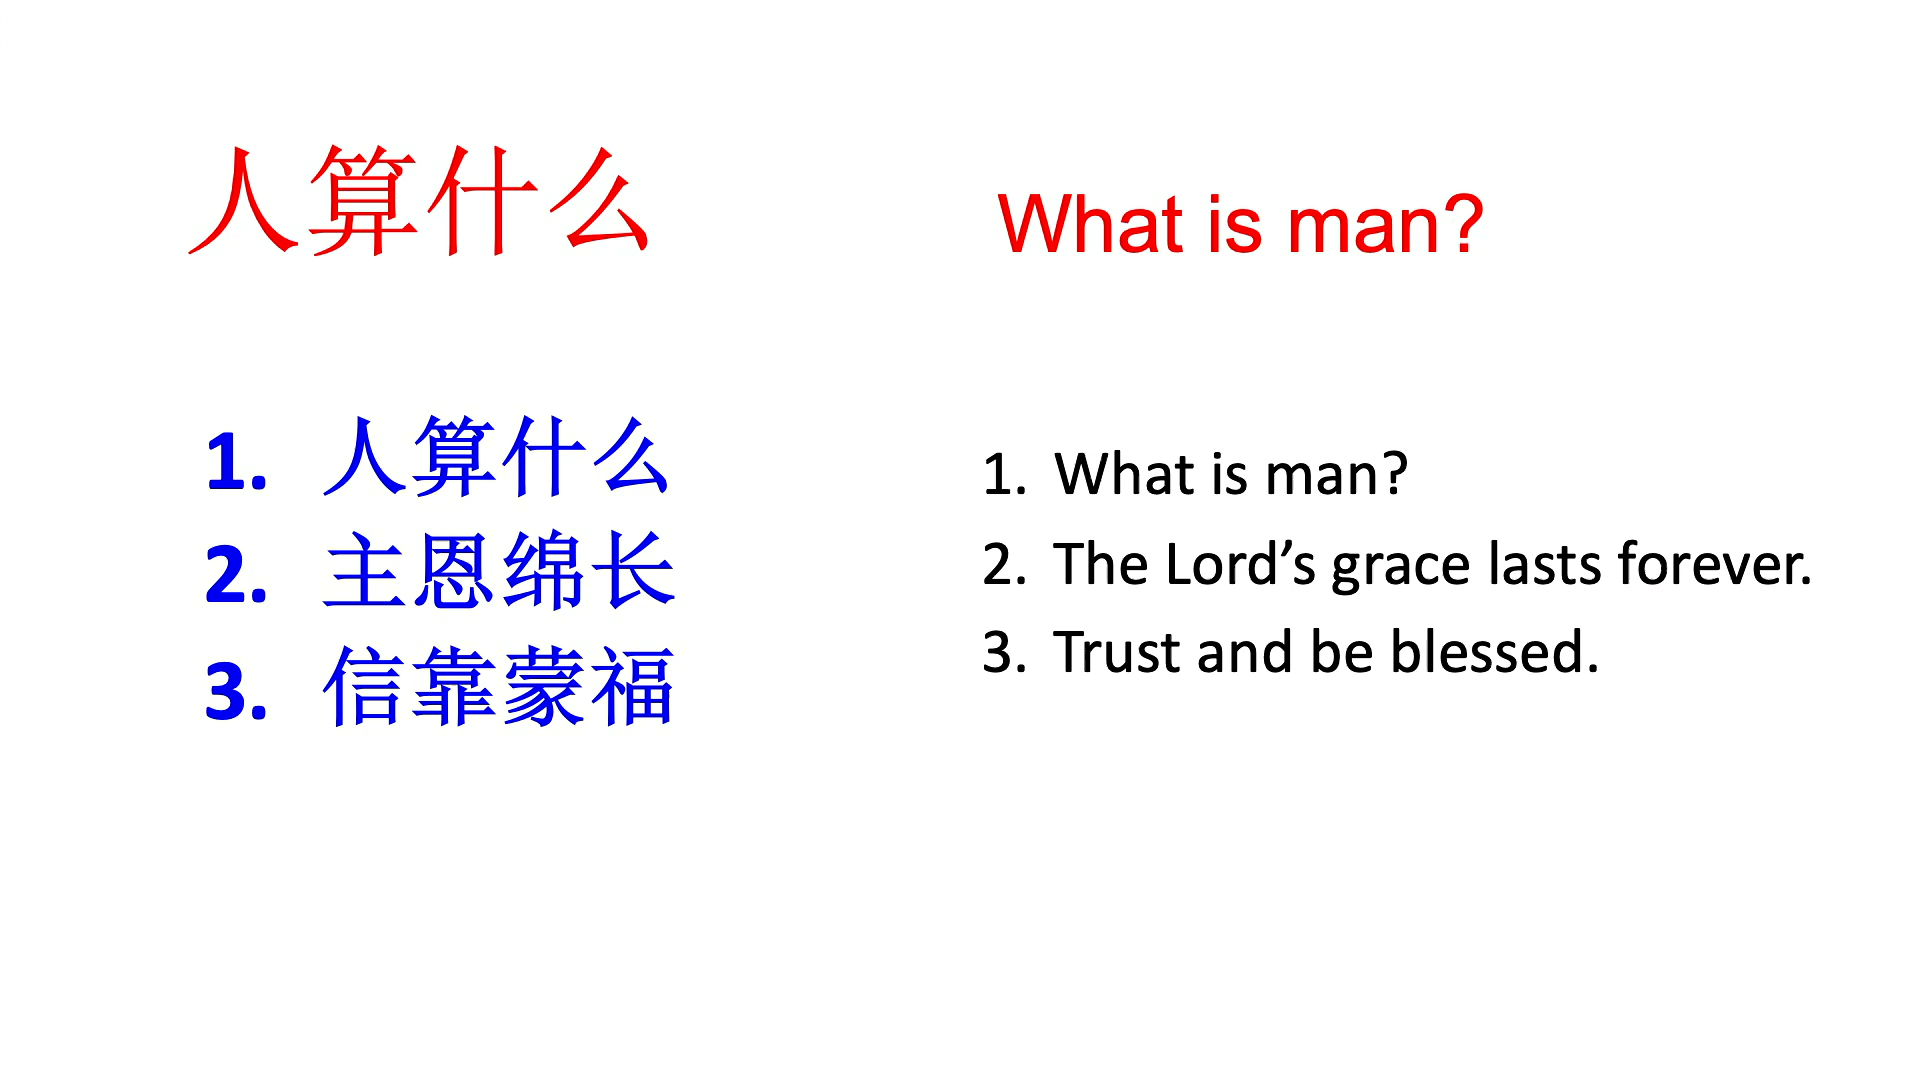 人算什么
1. 人算什么
2. 主恩绵长
3. 信靠蒙福
What is man?
1. What is man?
2. The Lord’s grace lasts forever.
3. Trust and be blessed.